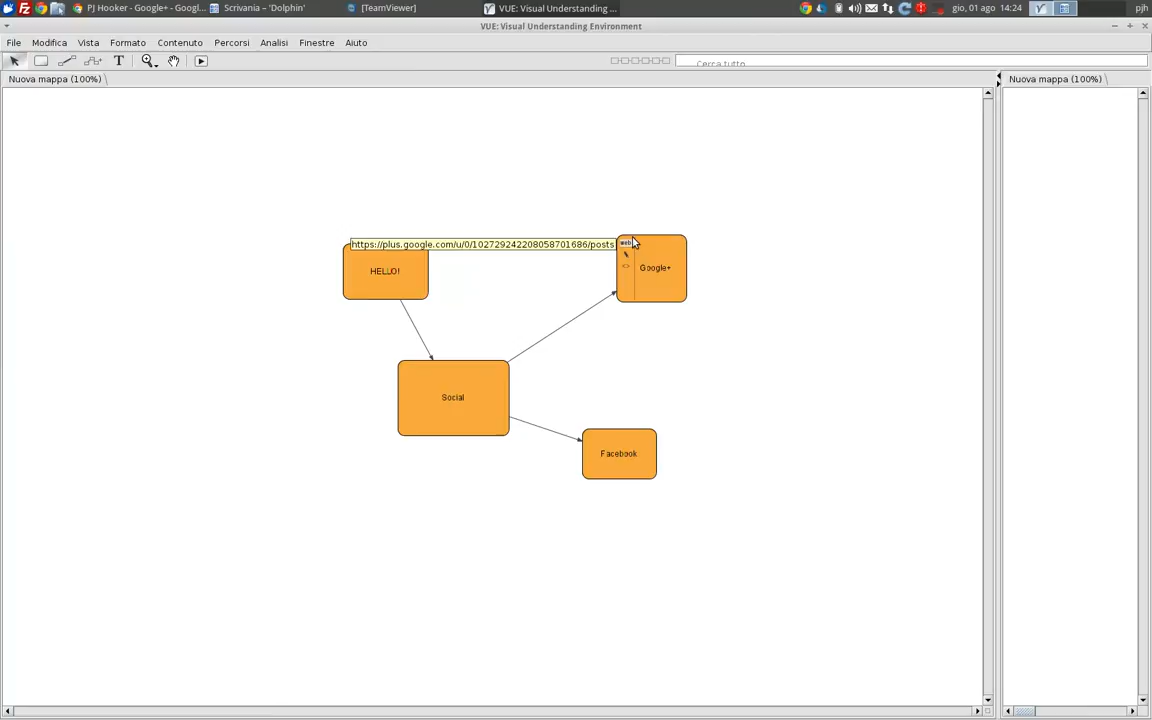 PJ Hooker - Google+ - Googl...
Scrivania – 'Dolphin'
[TeamViewer]
VUE: Visual Understanding ...
gio, 01 ago 14:24
pjh
VUE: Visual Understanding Environment
File Modifica Vista Formato Contenuto Percorsi Analisi Finestre Aiuto
T
Cerca tutto
Nuova mappa (100%)
Nuova mappa (100%)
https://plus.google.com/u/0/102729242208058701686/posts
web
HELLO!
Google+
Social
Facebook